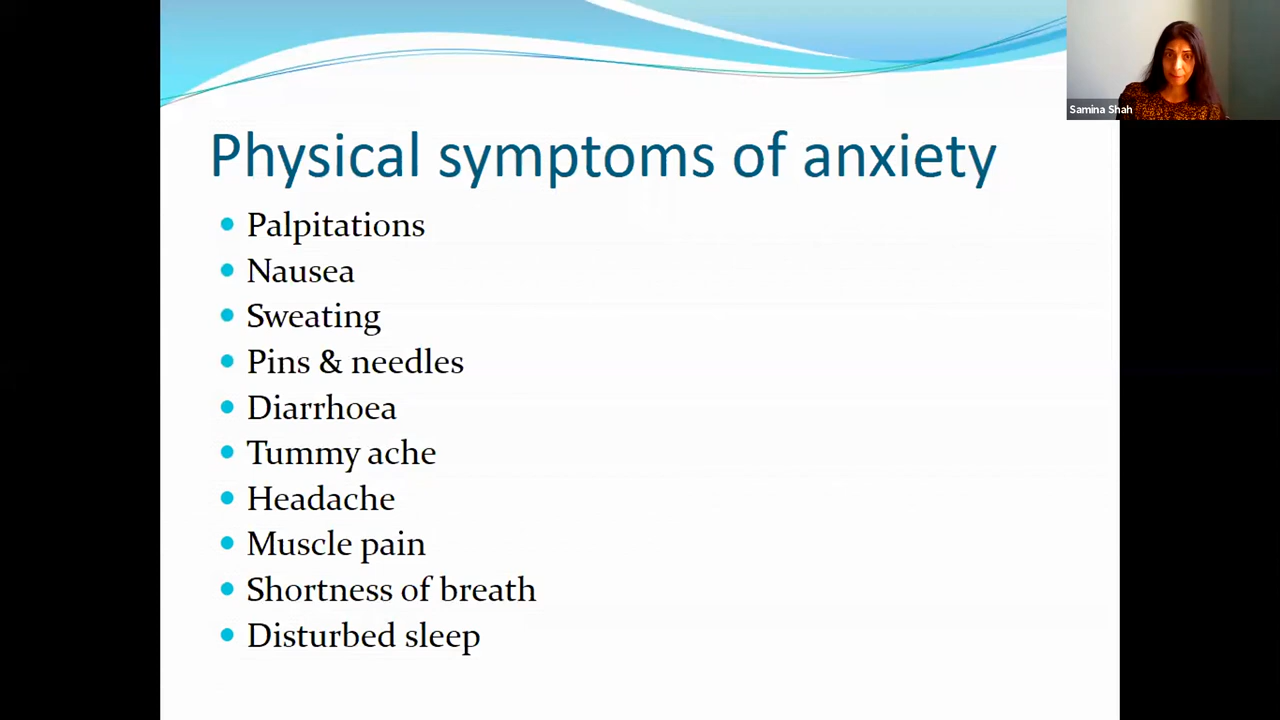 Samina Shah
Physical symptoms of anxiety
Palpitations
Nausea
Sweating
Pins & needles
Diarrhoea
Tummy ache
Headache
Muscle pain
Shortness of breath
Disturbed sleep